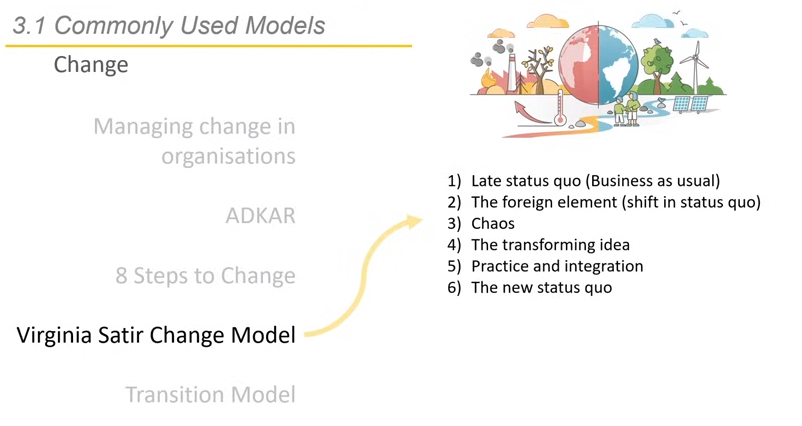 3.1 Commonly Used Models
Change
Managing change in
organisations
ADKAR
8 Steps to Change
Virginia Satir Change Model
Transition Model
1) Late status quo (Business as usual)
2) The foreign element (shift in status quo)
3) Chaos
4) The transforming idea
5) Practice and integration
6) The new status quo